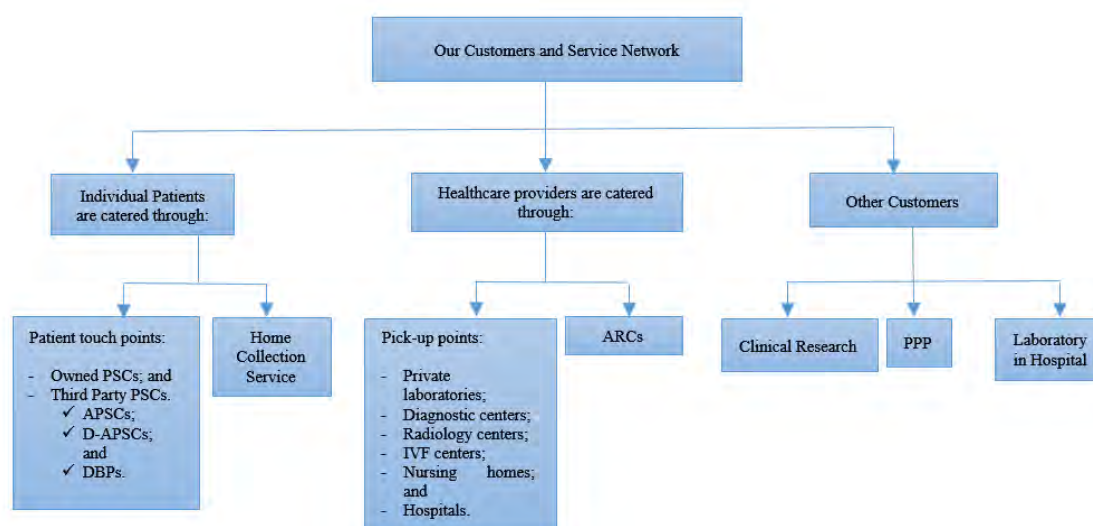 Our Customers and Service Network
Individual Patients
are catered through:
Healthcare providers are catered
through:
Other Customers
Patient touch points:
- Owned PSCs; and
- Third Party PSCs.
✓ APSCs;
✓ D-APSCs;
and
✓ DBPs.
Home
Collection
Service
Pick-up points:
- Private
laboratories;
- Diagnostic centers;
- Radiology centers;
- IVF centers;
- Nursing homes;
and
- Hospitals.
ARCs
Clinical Research
PPP
Laboratory
in Hospital